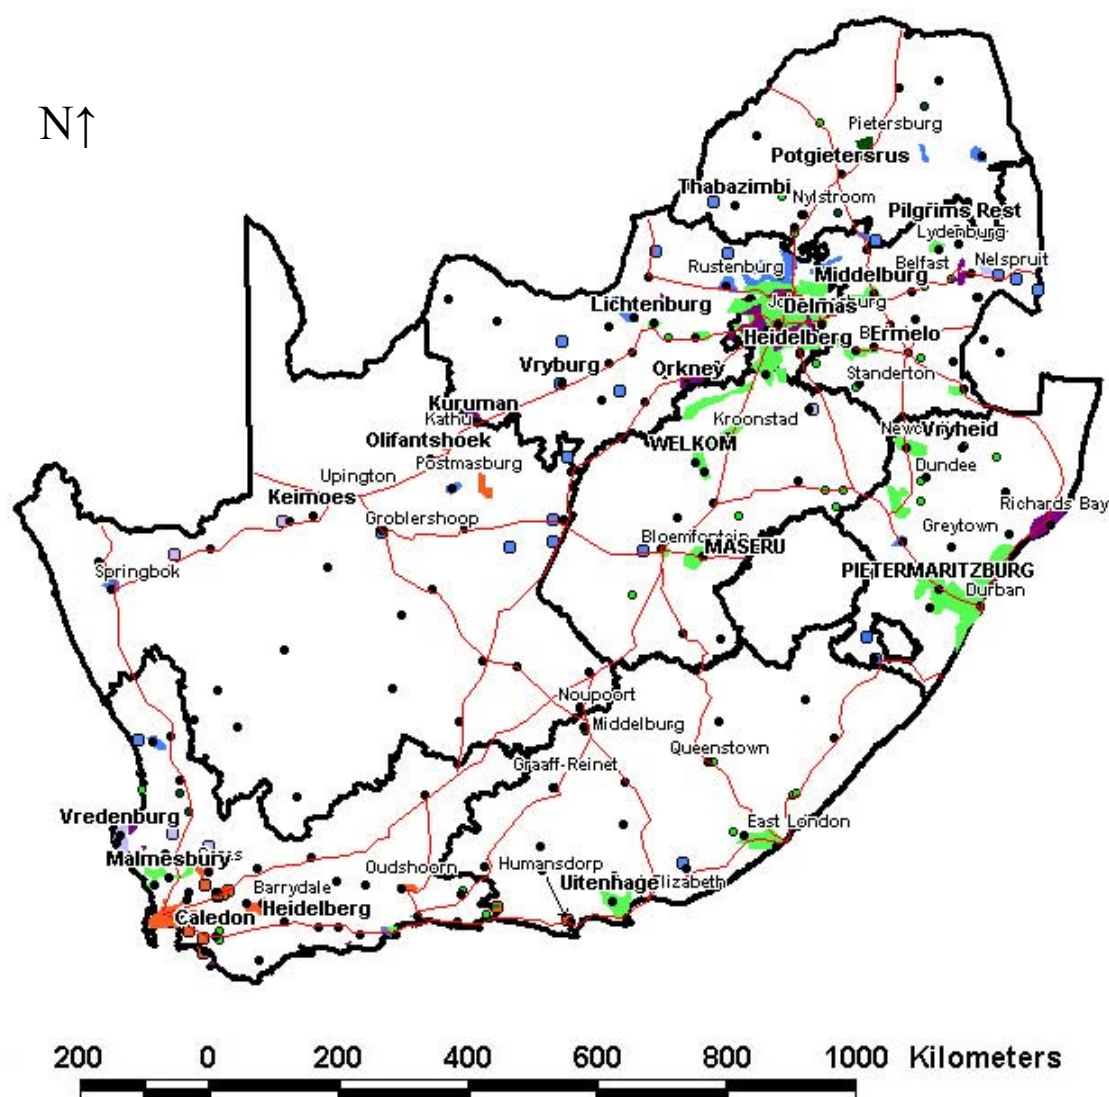 N↑
Pietersburg
Potgietersrus
Thabazimbi
Nylstroom
Pilgrims Rest
Lydenburg
Rustenburg
Middelburg
Belfast
Nelspruit
Lichtenburg
Delmas
Heidelberg
Ermelo
Vryburg
Orkney
Standerton
Kuruman
Kathu
Kroonstad
Vryheid
Olifantshoek
WELKOM
Postmasburg
Dundee
Upington
Keimoes
Richards Bay
Groblershoop
Greytown
Bloemfontein
MASERU
Springbok
PIETERMARITZBURG
Durban
Noupoort
Middelburg
Queenstown
Graaff-Reinet
Vredenburg
East London
Malmesbury
Oudshoorn
Humansdorp
Uitenhage
Elizabeth
Barrydale
Heidelberg
Caledon
200 0 200 400 600 800 1000 Kilometers